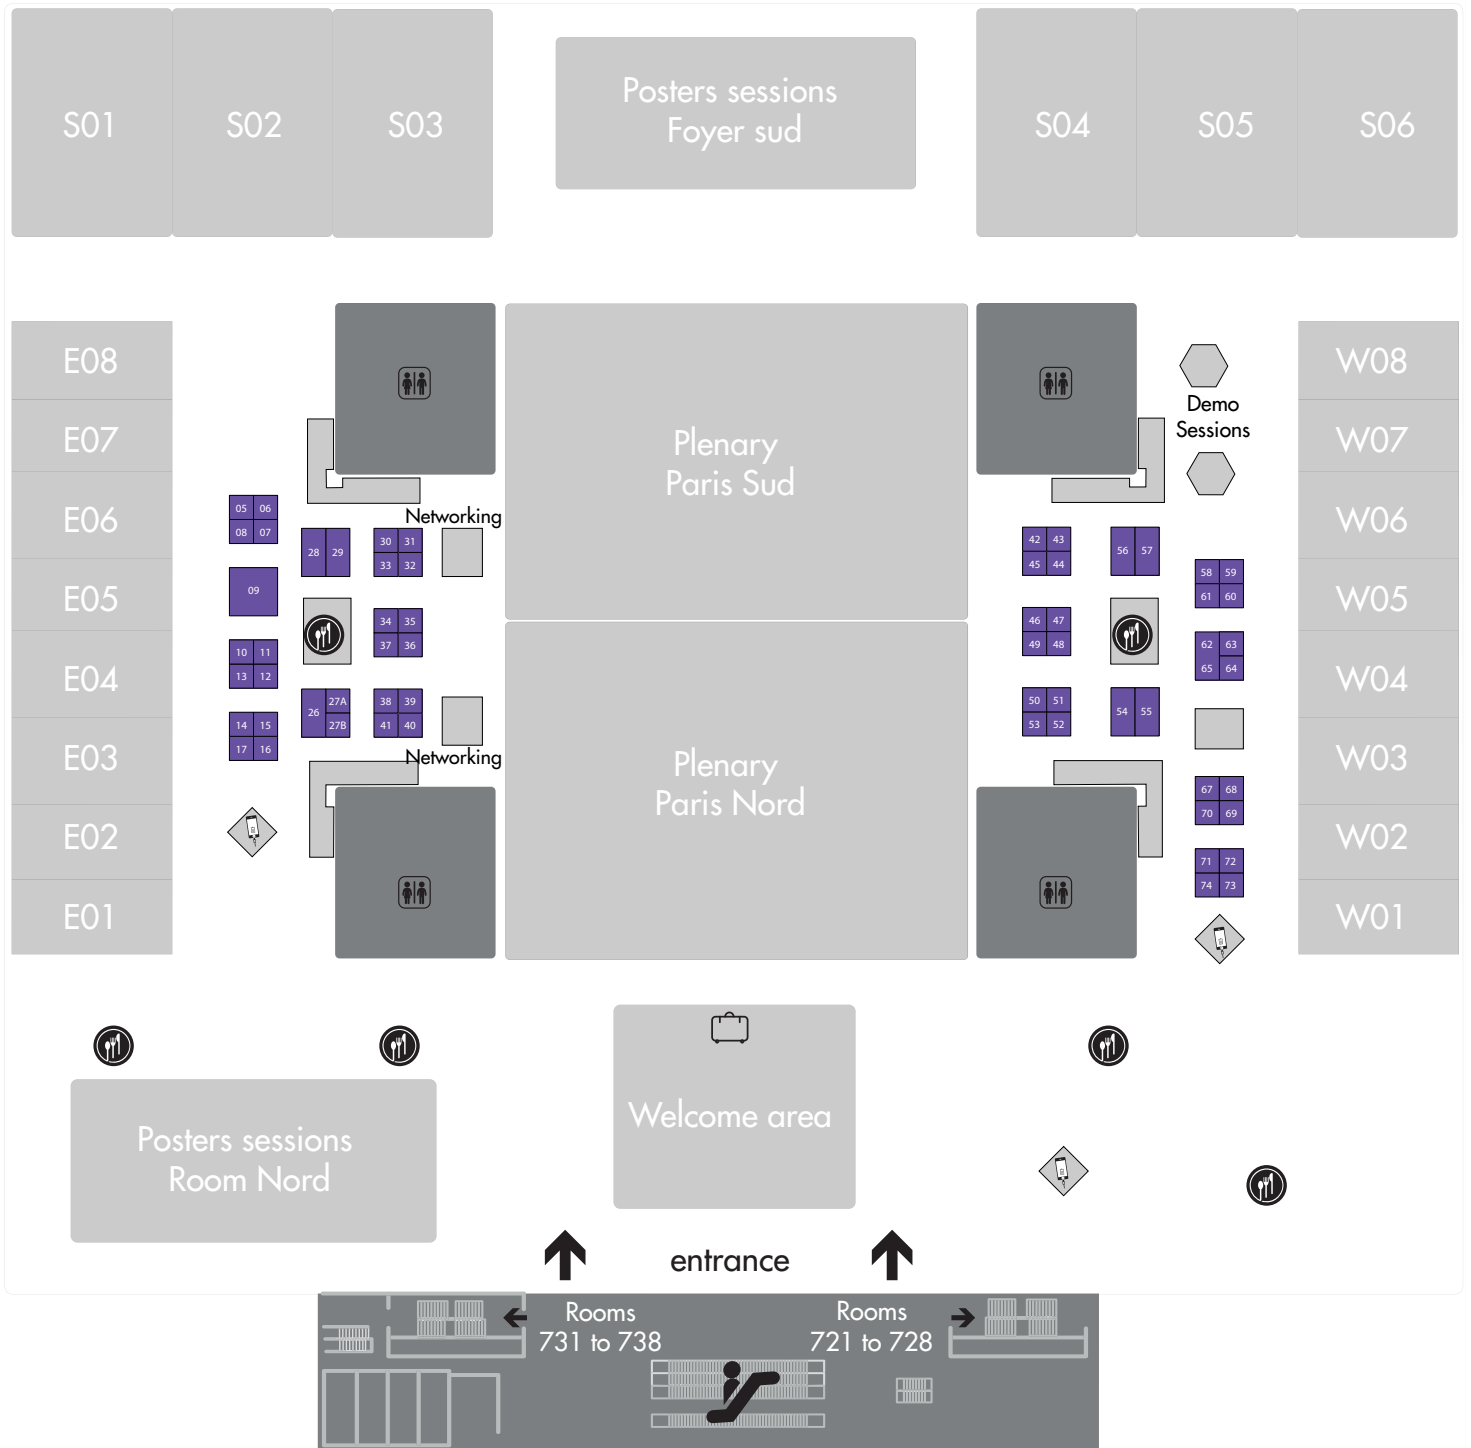 S01
S02
S03
Posters sessions
Foyer sud
S04
S05
S06
E08
E07
E06
E05
E04
E03
E02
E01
05 06
08 07
09
10 11
13 12
14 15
17 16
28 29
26 27A
27B
Networking
30 31
33 32
34 35
37 36
38 39
41 40
Networking
Plenary
Paris Sud
Plenary
Paris Nord
42 43
45 44
46 47
49 48
50 51
53 52
56 57
54 55
Demo
Sessions
58 59
61 60
62 63
65 64
67 68
70 69
71 72
74 73
W08
W07
W06
W05
W04
W03
W02
W01
Posters sessions
Room Nord
Welcome area
entrance
Rooms
731 to 738
Rooms
721 to 728